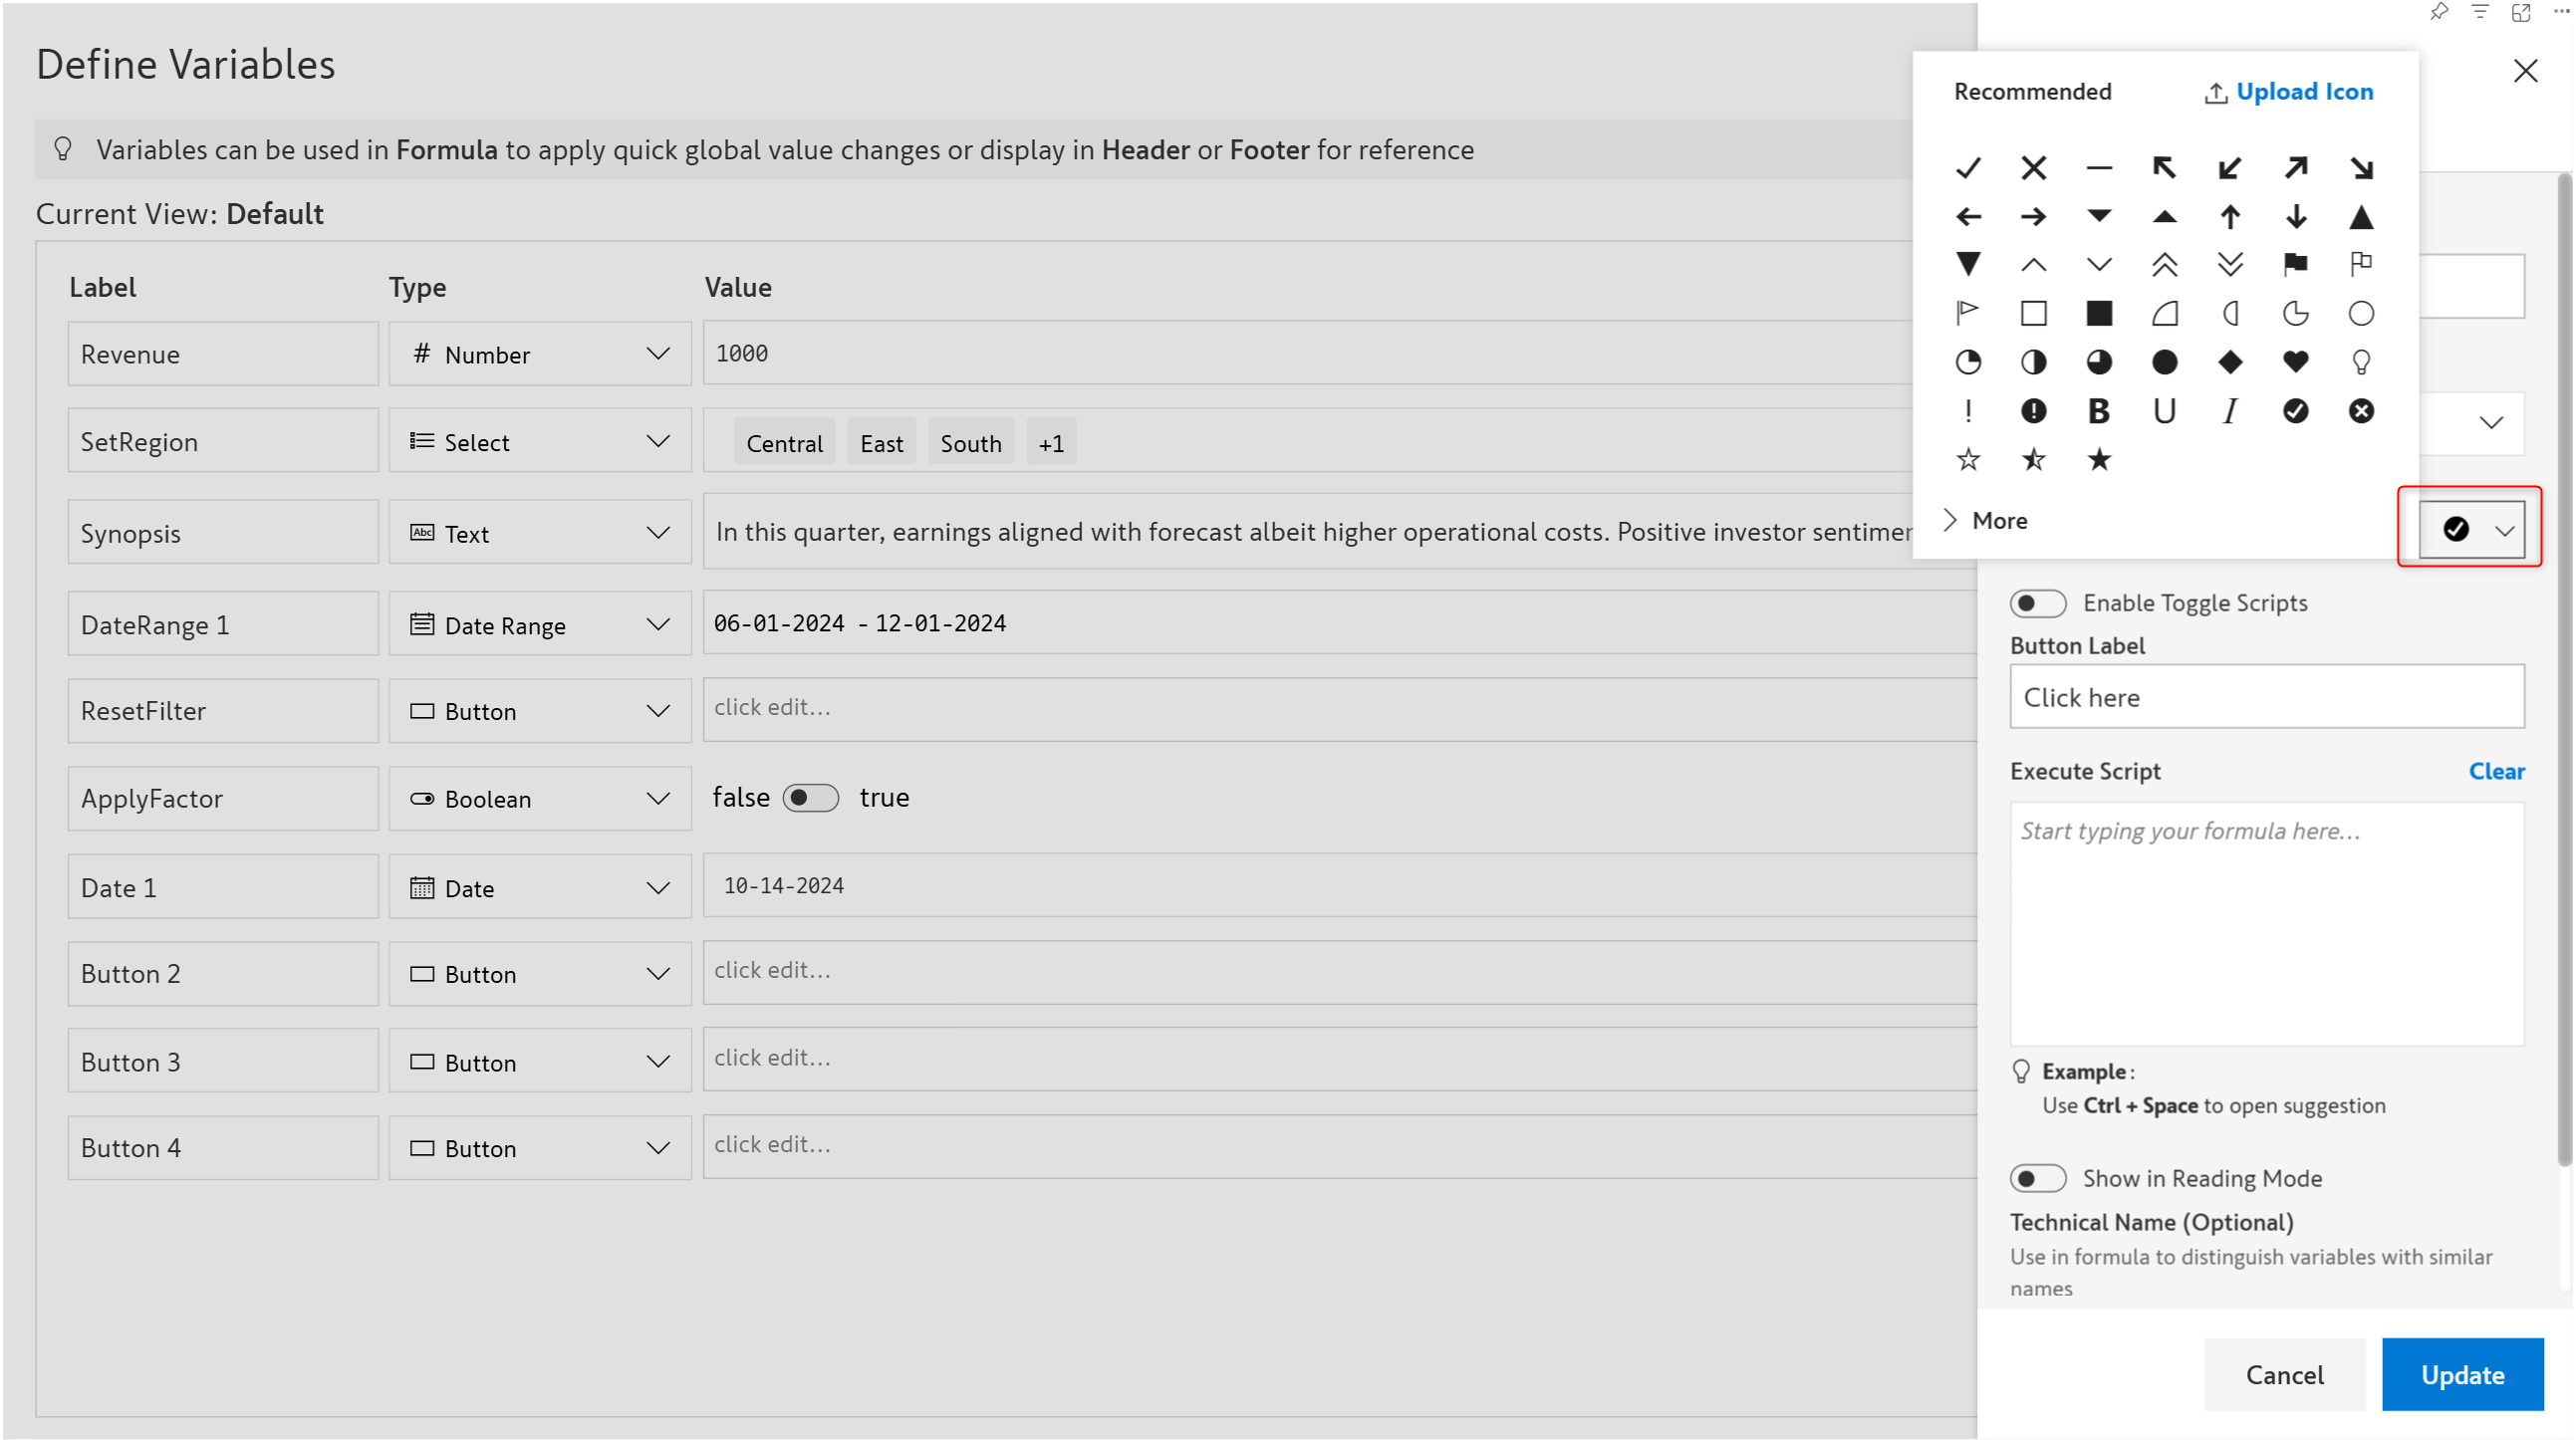 Define Variables
Variables can be used in Formula to apply quick global value changes or display in Header or Footer for reference
Current View: Default
Label Type Value
Revenue # Number 1000
SetRegion Select Central East South +1
Synopsis Abc Text In this quarter, earnings aligned with forecast albeit higher operational costs. Positive investor
DateRange 1 Date Range 06-01-2024 - 12-01-2024
ResetFilter Button click edit...
ApplyFactor Boolean false true
Date 1 Date 10-14-2024
Button 2 Button click edit...
Button 3 Button click edit...
Button 4 Button click edit...
Recommended Upload Icon
! B U I
More
Enable Toggle Scripts
Button Label
Click here
Execute Script Clear
Start typing your formula here...
Example:
Use Ctrl + Space to open suggestion
Show in Reading Mode
Technical Name (Optional)
Use in formula to distinguish variables with similar
names
Cancel Update